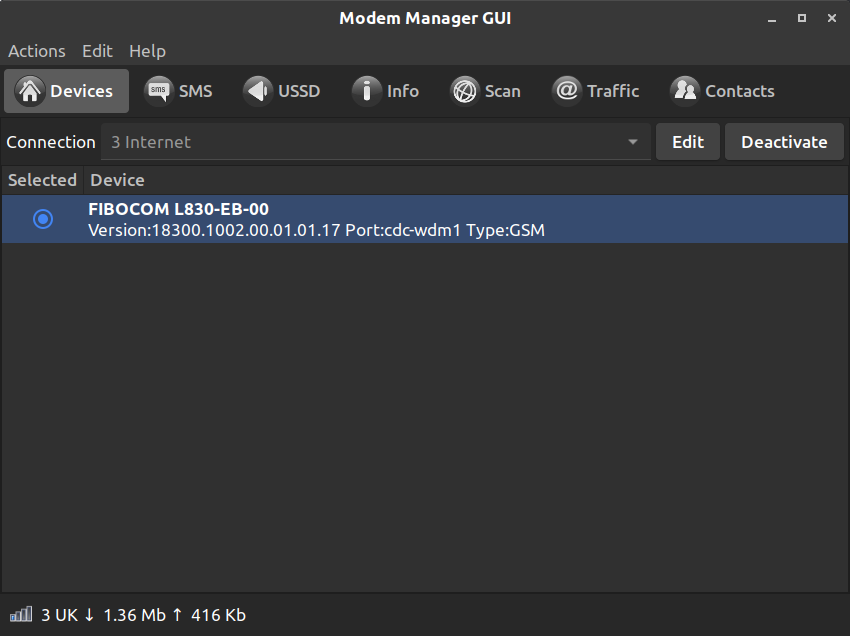 Modem Manager GUI
Actions Edit Help
Devices SMS USSD Info Scan Traffic Contacts
Connection 3 Internet Edit Deactivate
Selected Device
FIBOCOM L830-EB-00
Version:18300.1002.00.01.01.17 Port:cdc-wdm1 Type:GSM
3 UK ↓ 1.36 Mb ↑ 416 Kb